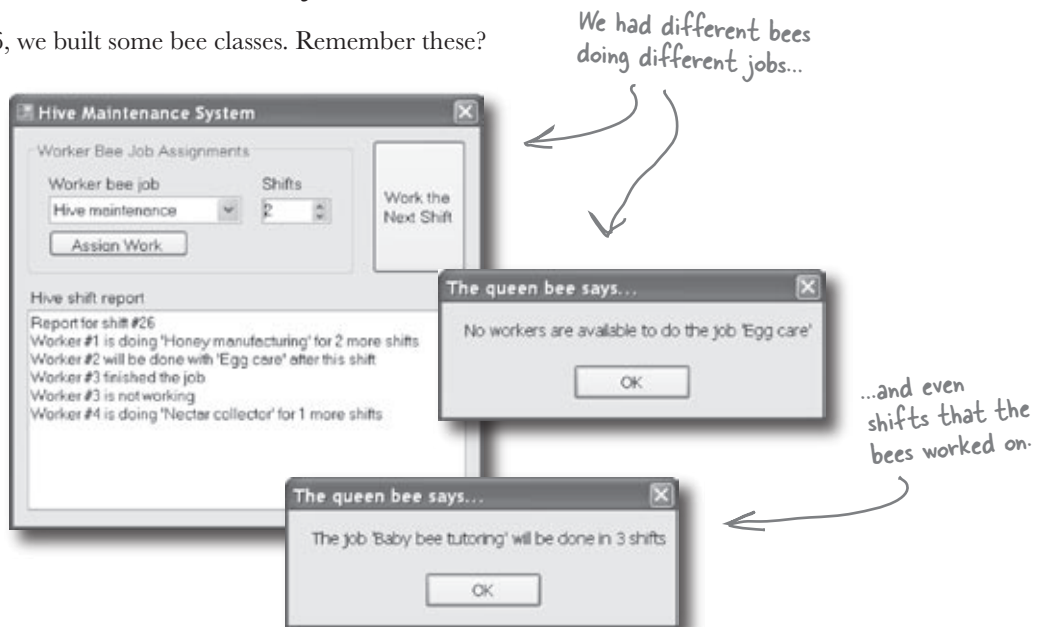 5, we built some bee classes. Remember these?
We had different bees
doing different jobs...
Hive Maintenance System
Worker Bee Job Assignments
Worker bee job
Shifts
Hive maintenance
2
Assign Work
Work the
Next Shift
Hive shift report
Report for shift #26
Worker #1 is doing 'Honey manufacturing' for 2 more shifts
Worker #2 will be done with 'Egg care' after this shift
Worker #3 finished the job
Worker #3 is not working
Worker #4 is doing 'Nectar collector' for 1 more shifts
The queen bee says...
No workers are available to do the job 'Egg care'
OK
...and even
shifts that the
bees worked on.
The queen bee says...
The job 'Baby bee tutoring' will be done in 3 shifts
OK